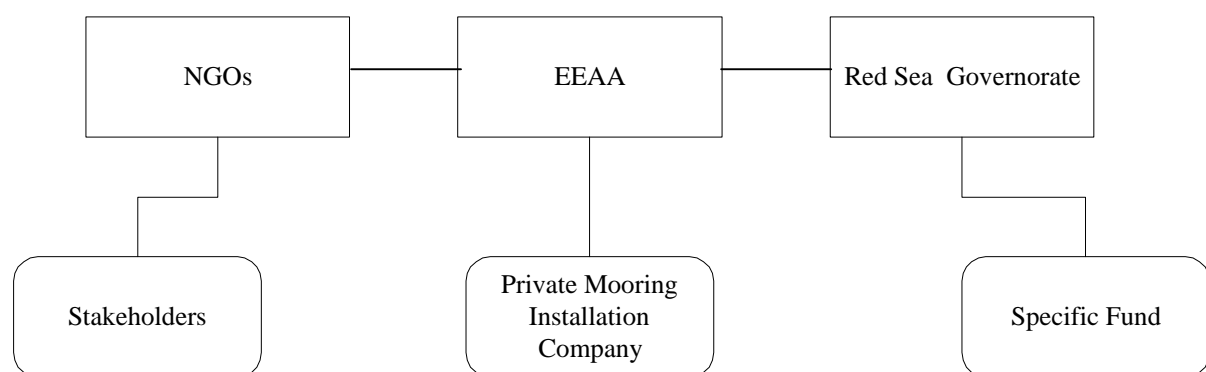 NGOs
EEAA
Red Sea Governorate
Stakeholders
Private Mooring
Installation
Company
Specific Fund